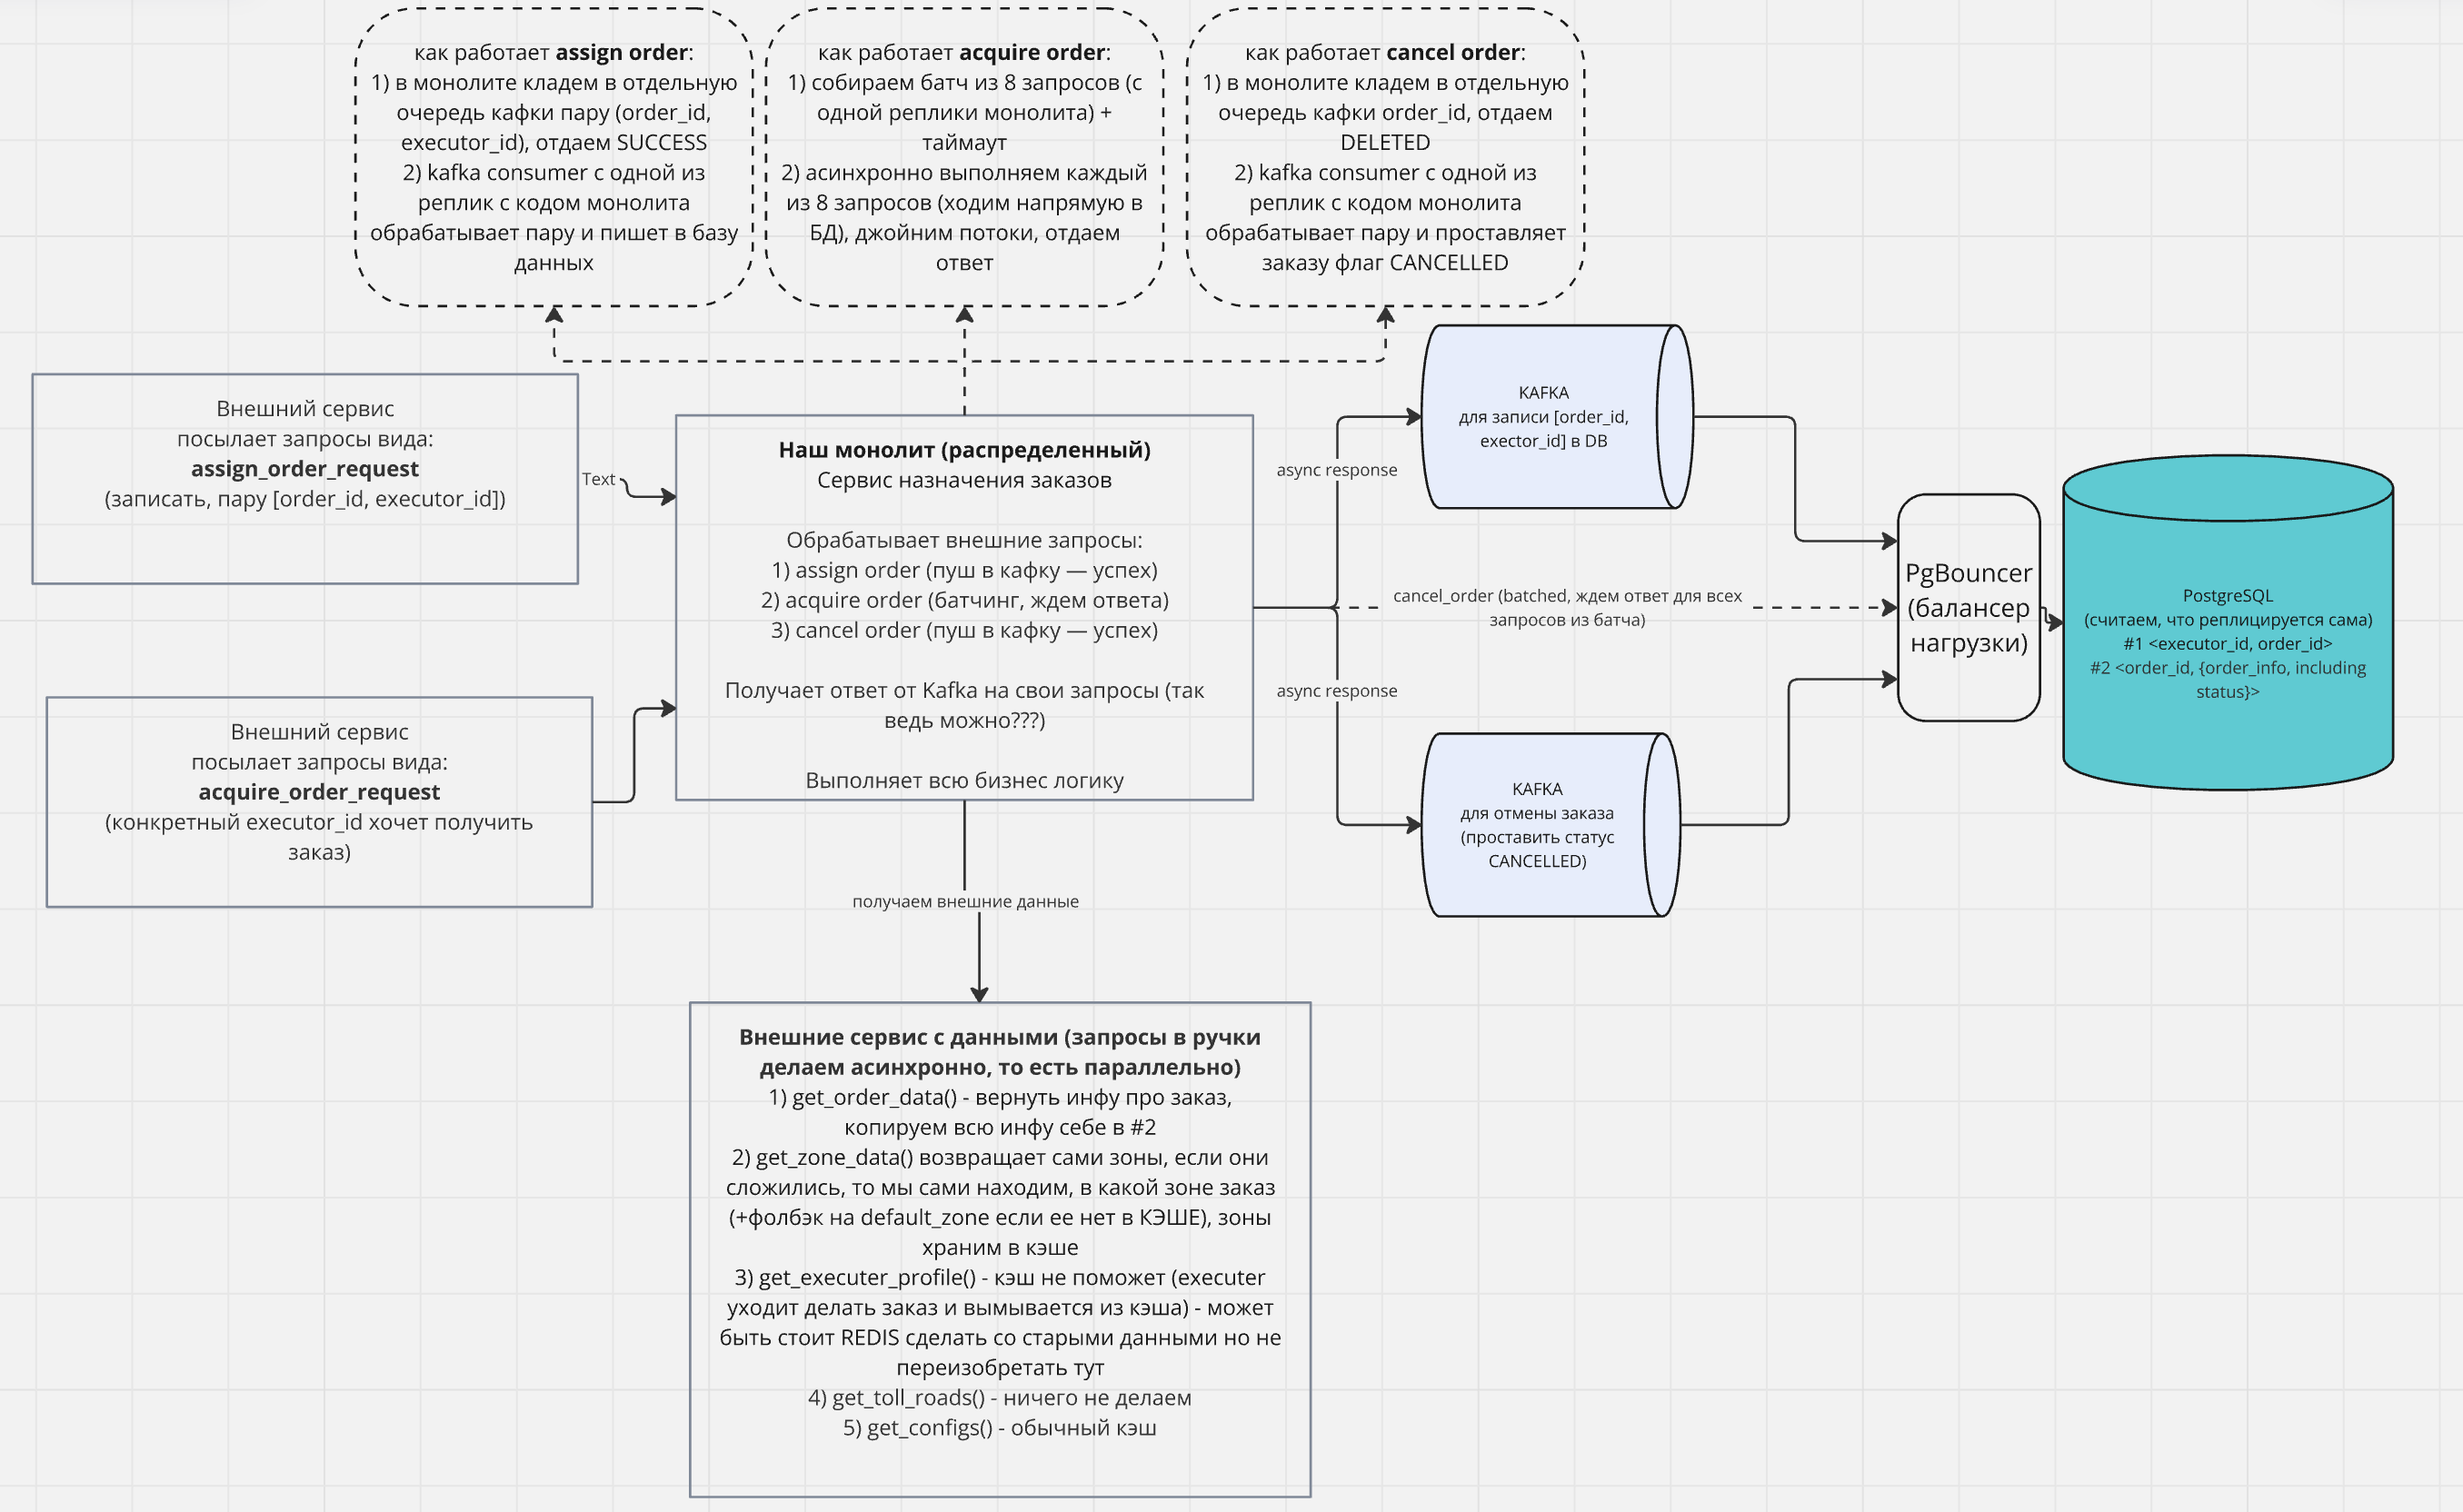 как работает assign order:
1) в монолите кладем в отдельную
очередь кафки пару (order_id,
executor_id), отдаем SUCCESS
2) kafka consumer с одной из
реплик с кодом монолита
обрабатывает пару и пишет в базу
данных
как работает acquire order:
1) собираем батч из 8 запросов (с
одной реплики монолита) +
таймаут
2) асинхронно выполняем каждый
из 8 запросов (ходим напрямую в
БД), джойним потоки, отдаем
ответ
как работает cancel order:
1) в монолите кладем в отдельную
очередь кафки order_id, отдаем
DELETED
2) kafka consumer с одной из
реплик с кодом монолита
обрабатывает пару и проставляет
заказу флаг CANCELLED
Внешний сервис
посылает запросы вида:
assign_order_request
(записать, пару [order_id, executor_id])
Text
Наш монолит (распределенный)
Сервис назначения заказов
Обрабатывает внешние запросы:
1) assign order (пуш в кафку — успех)
2) acquire order (батчинг, ждем ответа)
3) cancel order (пуш в кафку — успех)
Получает ответ от Kafka на свои запросы (так
ведь можно???)
Выполняет всю бизнес логику
Внешний сервис
посылает запросы вида:
acquire_order_request
(конкретный executor_id хочет получить
заказ)
async response
KAFKA
для записи [order_id,
exector_id] в DB
cancel_order (batched, ждем ответ для всех
запросов из батча)
async response
KAFKA
для отмены заказа
(проставить статус
CANCELLED)
PgBouncer
(балансер
нагрузки)
PostgreSQL
(считаем, что реплицируется сама)
#1 <executor_id, order_id>
#2 <order_id, {order_info, including
status}>
получаем внешние данные
Внешние сервис с данными (запросы в ручки
делаем асинхронно, то есть параллельно)
1) get_order_data() - вернуть инфу про заказ,
копируем всю инфу себе в #2
2) get_zone_data() возвращает сами зоны, если они
сложились, то мы сами находим, в какой зоне заказ
(+фолбэк на default_zone если ее нет в КЭШЕ), зоны
храним в кэше
3) get_executer_profile() - кэш не поможет (executer
уходит делать заказ и вымывается из кэша) - может
быть стоит REDIS сделать со старыми данными но не
переизобретать тут
4) get_toll_roads() - ничего не делаем
5) get_configs() - обычный кэш